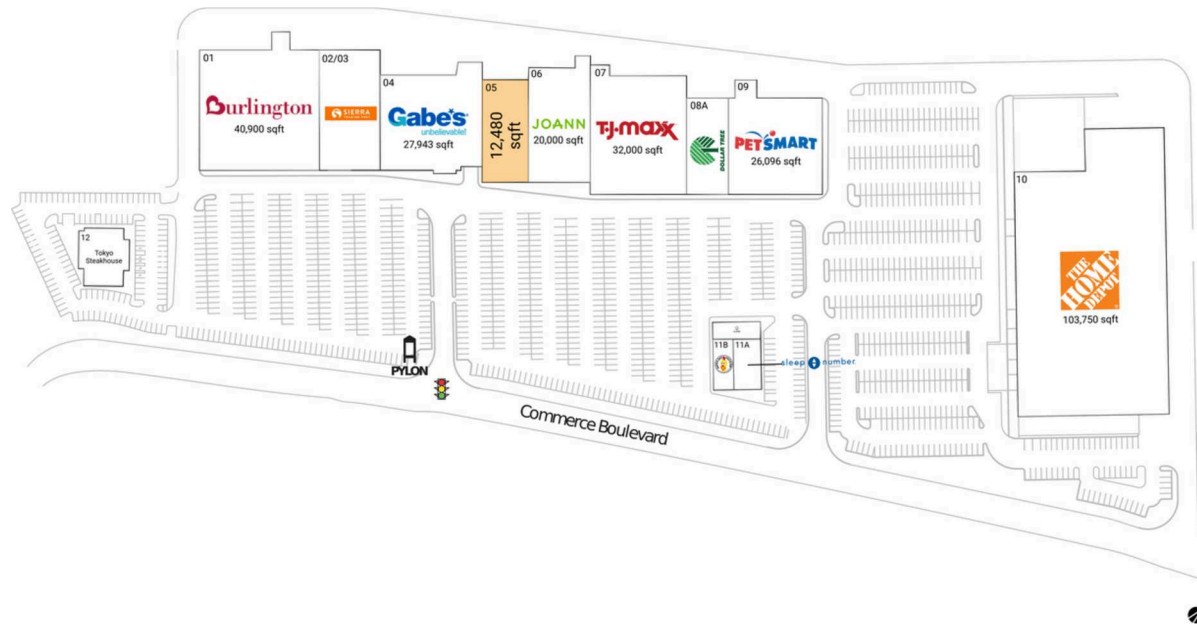 01
Burlington
40,900 sqft
02/03
SIERRA
04
Gabe's
unbelievable!
27,943 sqft
05
12,480
sqft
06
JOANN
20,000 sqft
07
T.J.maxx
32,000 sqft
08A
DOLLAR TREE
09
PETSMART
26,096 sqft
10
THE
HOME
DEPOT
103,750 sqft
12
Tokyo
Steakhouse
11B
11A
sleep number.
PYLON
Commerce Boulevard